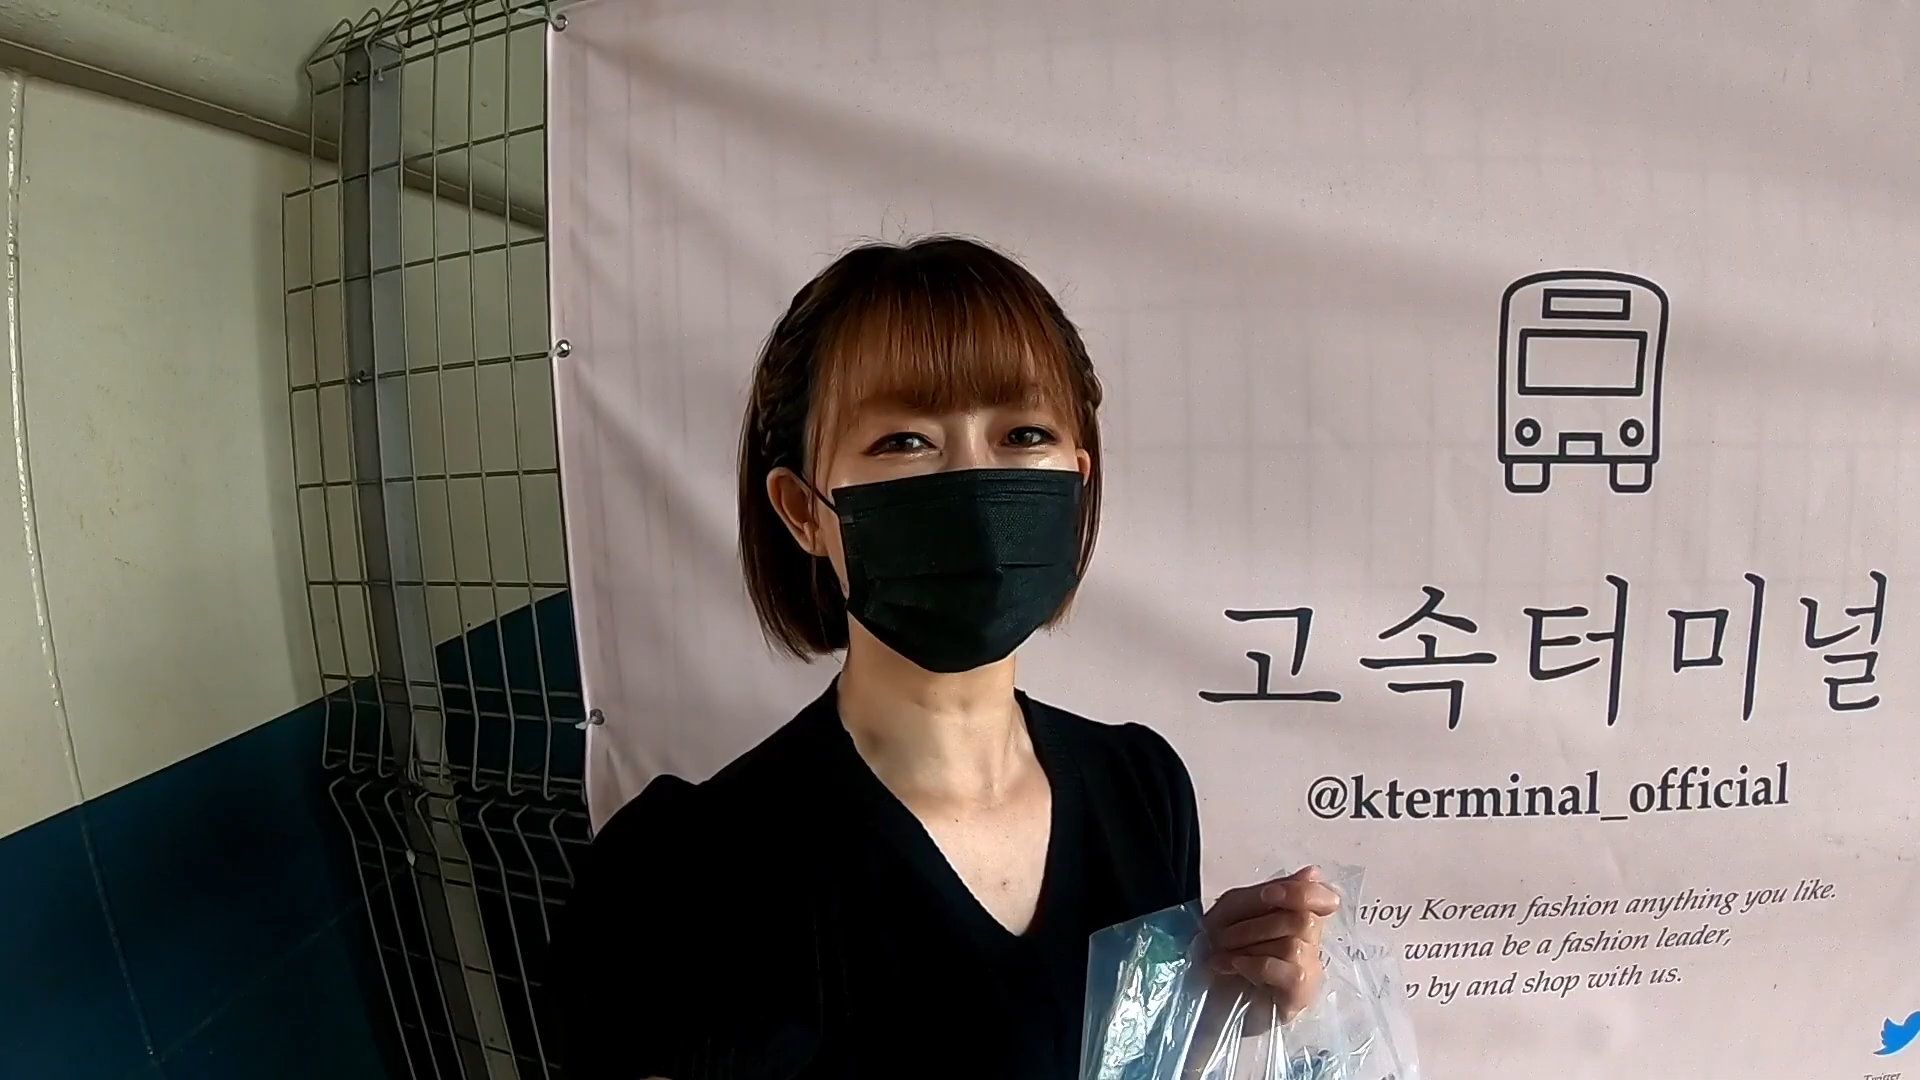 고속터미널
@kterminal_official
Korean fashion anything you like.
wanna be a fashion leader,
by and shop with us.
Twitter